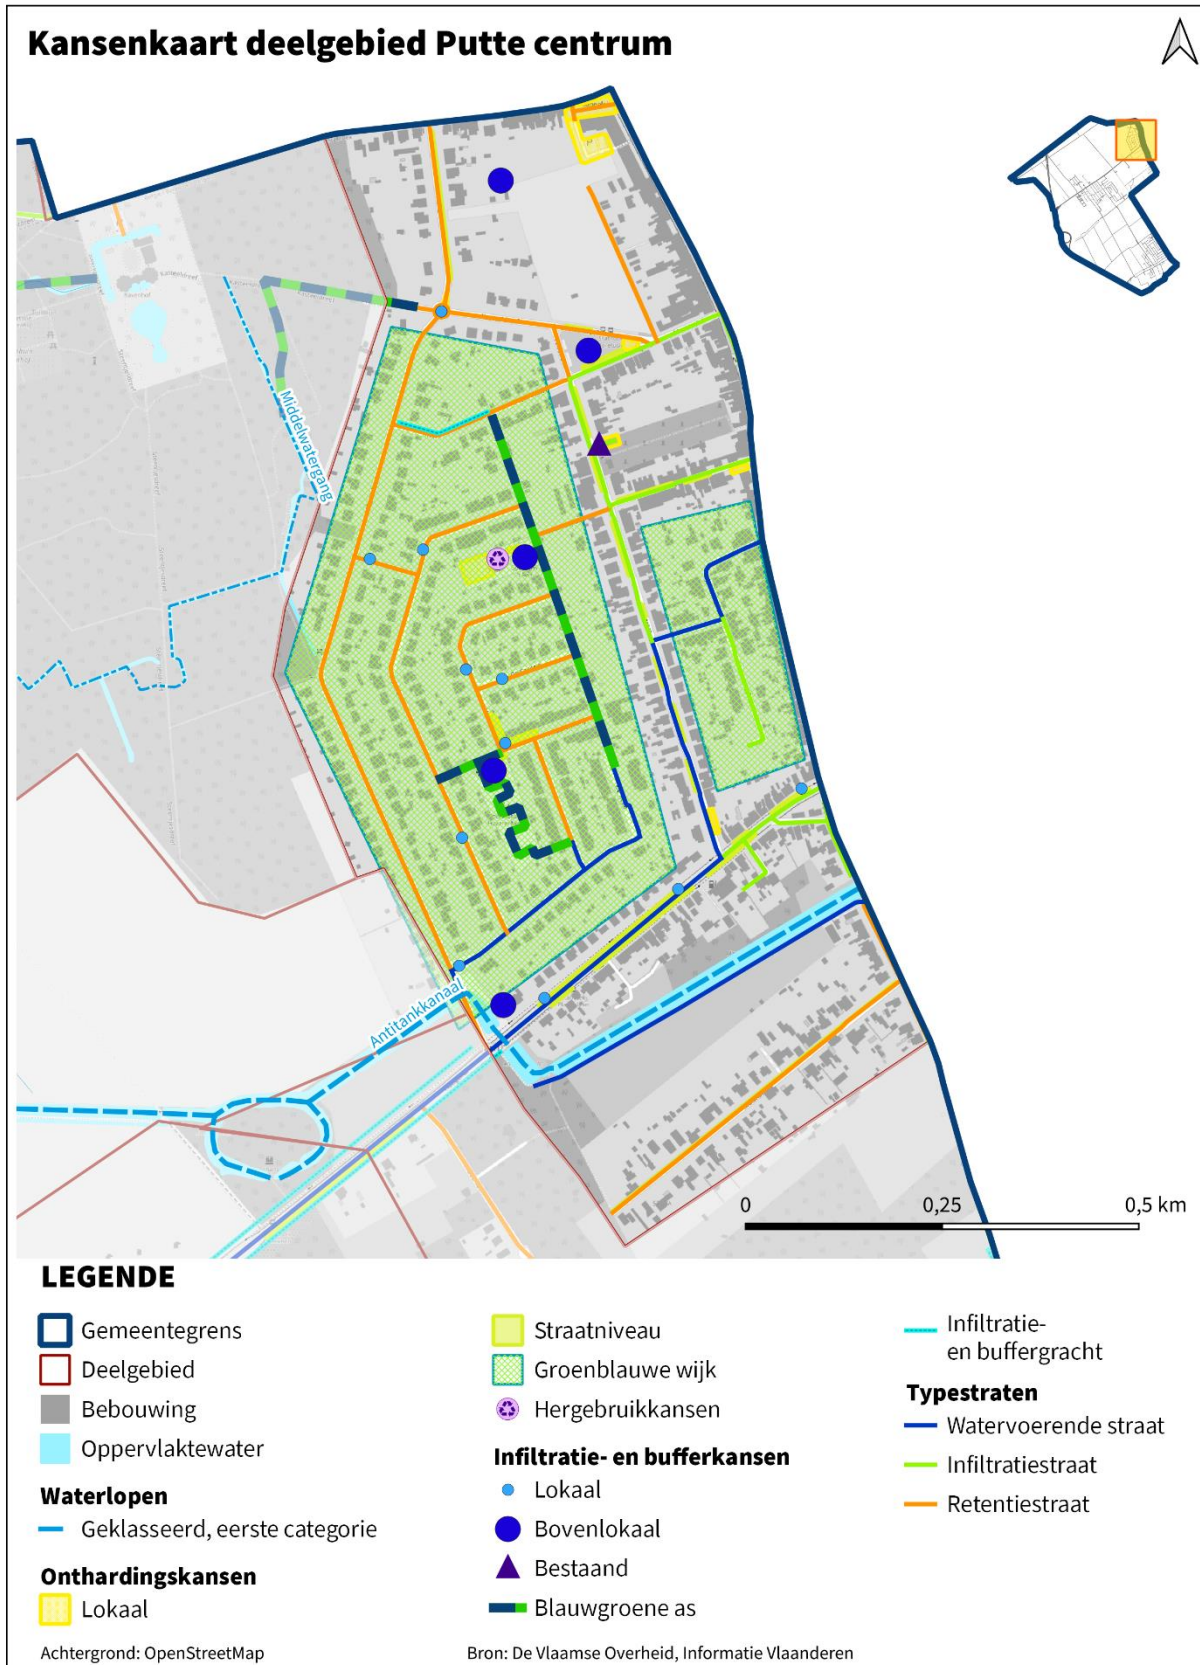 Kansenkaart deelgebied Putte centrum
Middelwatergang
Antitankkanaal
0 0,25 0,5 km
LEGENDE
Gemeentegrens
Deelgebied
Bebouwing
Oppervlaktewater
Waterlopen
Geklasseerd, eerste categorie
Onthardingskansen
Lokaal
Straatniveau
Groenblauwe wijk
Hergebruikkansen
Infiltratie- en bufferkansen
Lokaal
Bovenlokaal
Bestaand
Blauwgroene as
Infiltratie-
en buffergracht
Typestraten
Watervoerende straat
Infiltratiestraat
Retentiestraat
Achtergrond: OpenStreetMap
Bron: De Vlaamse Overheid, Informatie Vlaanderen